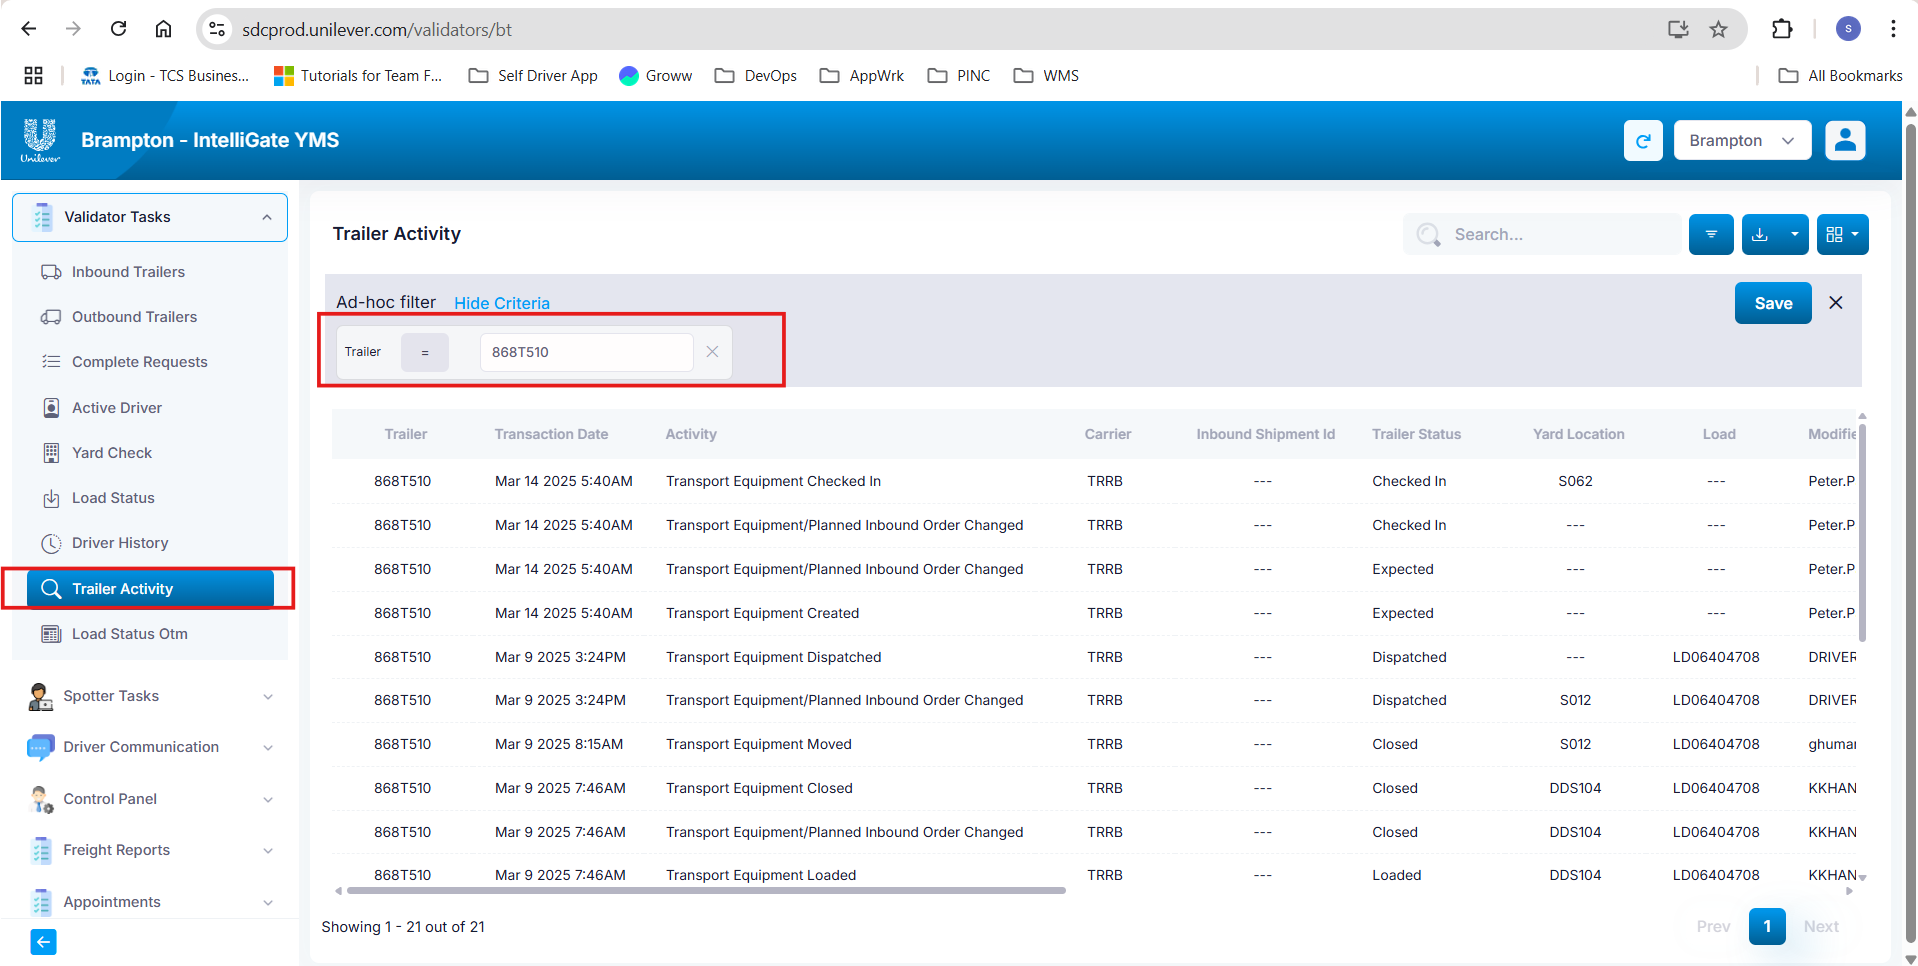 sdcprod.unilever.com/validators/bt
S
Login - TCS Busines...
Tutorials for Team F...
Self Driver App
Groww
DevOps
AppWrk
PINC
WMS
All Bookmarks
TATA
Unilever
Brampton - IntelliGate YMS
Brampton
Validator Tasks
Inbound Trailers
Outbound Trailers
Complete Requests
Active Driver
Yard Check
Load Status
Driver History
Trailer Activity
Load Status Otm
Spotter Tasks
Driver Communication
Control Panel
Freight Reports
Appointments
Trailer Activity
Search...
Ad-hoc filter Hide Criteria
Save
Trailer = 868T510
Trailer Transaction Date Activity Carrier Inbound Shipment Id Trailer Status Yard Location Load Modifie
868T510 Mar 14 2025 5:40AM Transport Equipment Checked In TRRB --- Checked In S062 --- Peter.P
868T510 Mar 14 2025 5:40AM Transport Equipment/Planned Inbound Order Changed TRRB --- Checked In --- --- Peter.P
868T510 Mar 14 2025 5:40AM Transport Equipment/Planned Inbound Order Changed TRRB --- Expected --- --- Peter.P
868T510 Mar 14 2025 5:40AM Transport Equipment Created TRRB --- Expected --- --- Peter.P
868T510 Mar 9 2025 3:24PM Transport Equipment Dispatched TRRB --- Dispatched --- LD06404708 DRIVER
868T510 Mar 9 2025 3:24PM Transport Equipment/Planned Inbound Order Changed TRRB --- Dispatched S012 LD06404708 DRIVER
868T510 Mar 9 2025 8:15AM Transport Equipment Moved TRRB --- Closed S012 LD06404708 ghumar
868T510 Mar 9 2025 7:46AM Transport Equipment Closed TRRB --- Closed DDS104 LD06404708 KKHAN
868T510 Mar 9 2025 7:46AM Transport Equipment/Planned Inbound Order Changed TRRB --- Closed DDS104 LD06404708 KKHAN
868T510 Mar 9 2025 7:46AM Transport Equipment Loaded TRRB --- Loaded DDS104 LD06404708 KKHAN
Showing 1 - 21 out of 21
Prev 1 Next